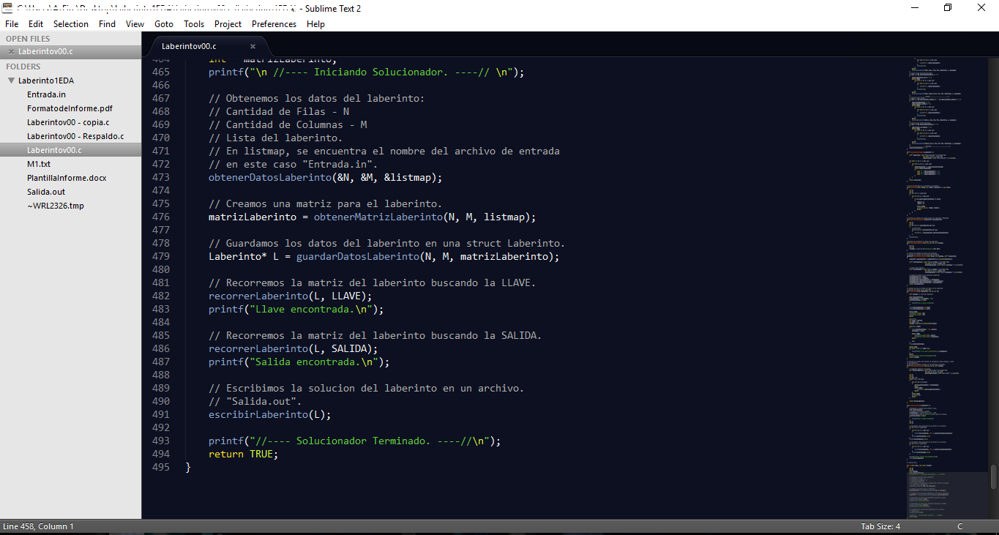 - Sublime Text 2
File Edit Selection Find View Goto Tools Project Preferences Help
OPEN FILES
Laberintov00.c
FOLDERS
Laberinto1EDA
Entrada.in
FormatodeInforme.pdf
Laberintov00 - copia.c
Laberintov00 - Respaldo.c
Laberintov00.c
M1.txt
PlantillaInforme.docx
Salida.out
~WRL2326.tmp
Laberintov00.c
464 int** matrizLaberinto;
465 printf("\n //---- Iniciando Solucionador. ----// \n");
466
467 // Obtenemos los datos del laberinto:
468 // Cantidad de Filas - N
469 // Cantidad de Columnas - M
470 // Lista del laberinto.
471 // En listmap, se encuentra el nombre del archivo de entrada
472 // en este caso "Entrada.in".
473 obtenerDatosLaberinto(&N, &M, &listmap);
474
475 // Creamos una matriz para el laberinto.
476 matrizLaberinto = obtenerMatrizLaberinto(N, M, listmap);
477
478 // Guardamos los datos del laberinto en una struct Laberinto.
479 Laberinto* L = guardarDatosLaberinto(N, M, matrizLaberinto);
480
481 // Recorremos la matriz del laberinto buscando la LLAVE.
482 recorrerLaberinto(L, LLAVE);
483 printf("Llave encontrada.\n");
484
485 // Recorremos la matriz del laberinto buscando la SALIDA.
486 recorrerLaberinto(L, SALIDA);
487 printf("Salida encontrada.\n");
488
489 // Escribimos la solucion del laberinto en un archivo.
490 // "Salida.out".
491 escribirLaberinto(L);
492
493 printf("//---- Solucionador Terminado. ----//\n");
494 return TRUE;
495 }
Line 458, Column 1
Tab Size: 4
C